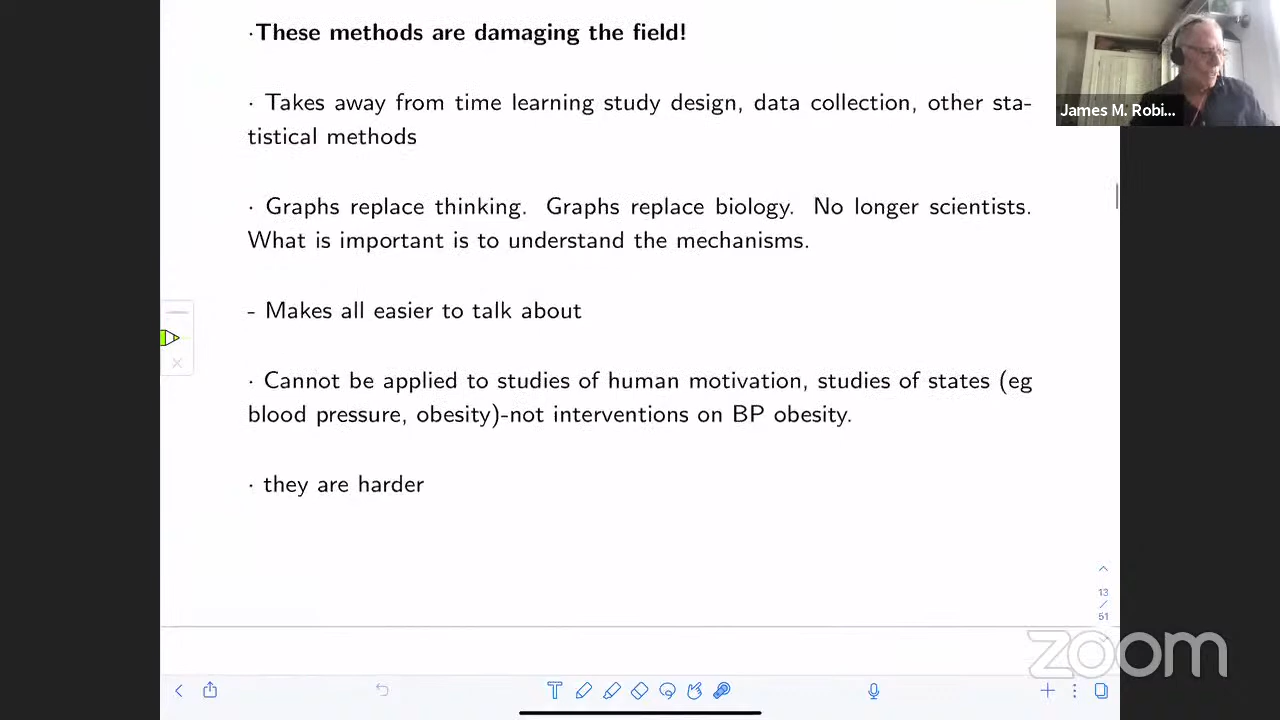 ·These methods are damaging the field!
James M. Robi...
· Takes away from time learning study design, data collection, other sta-
tistical methods
· Graphs replace thinking. Graphs replace biology. No longer scientists.
What is important is to understand the mechanisms.
- Makes all easier to talk about
· Cannot be applied to studies of human motivation, studies of states (eg
blood pressure, obesity)-not interventions on BP obesity.
· they are harder
13
/
51
zoom